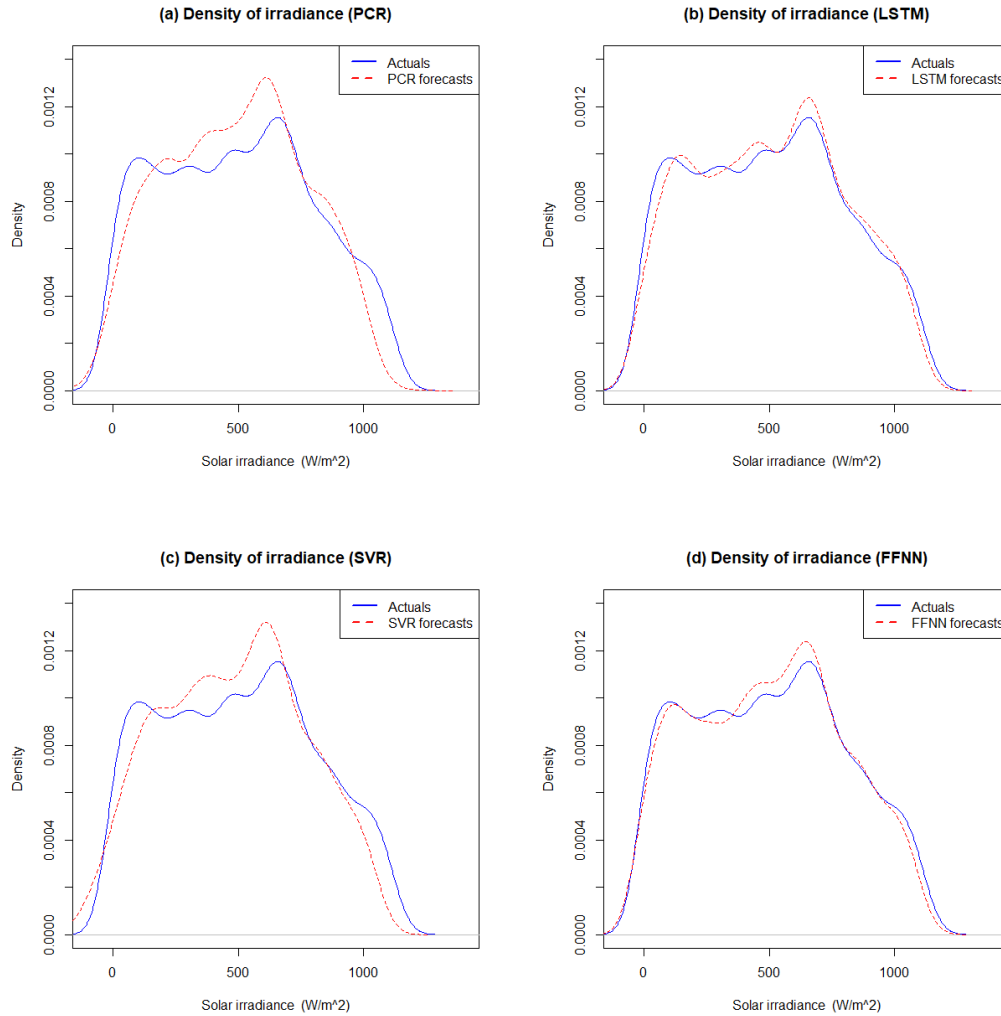 (a) Density of irradiance (PCR)
Actuals
PCR forecasts
Density
0.0000 0.0004 0.0008 0.0012
0 500 1000
Solar irradiance (W/m^2)
(b) Density of irradiance (LSTM)
Actuals
LSTM forecasts
Density
0.0000 0.0004 0.0008 0.0012
0 500 1000
Solar irradiance (W/m^2)
(c) Density of irradiance (SVR)
Actuals
SVR forecasts
Density
0.0000 0.0004 0.0008 0.0012
0 500 1000
Solar irradiance (W/m^2)
(d) Density of irradiance (FFNN)
Actuals
FFNN forecasts
Density
0.0000 0.0004 0.0008 0.0012
0 500 1000
Solar irradiance (W/m^2)